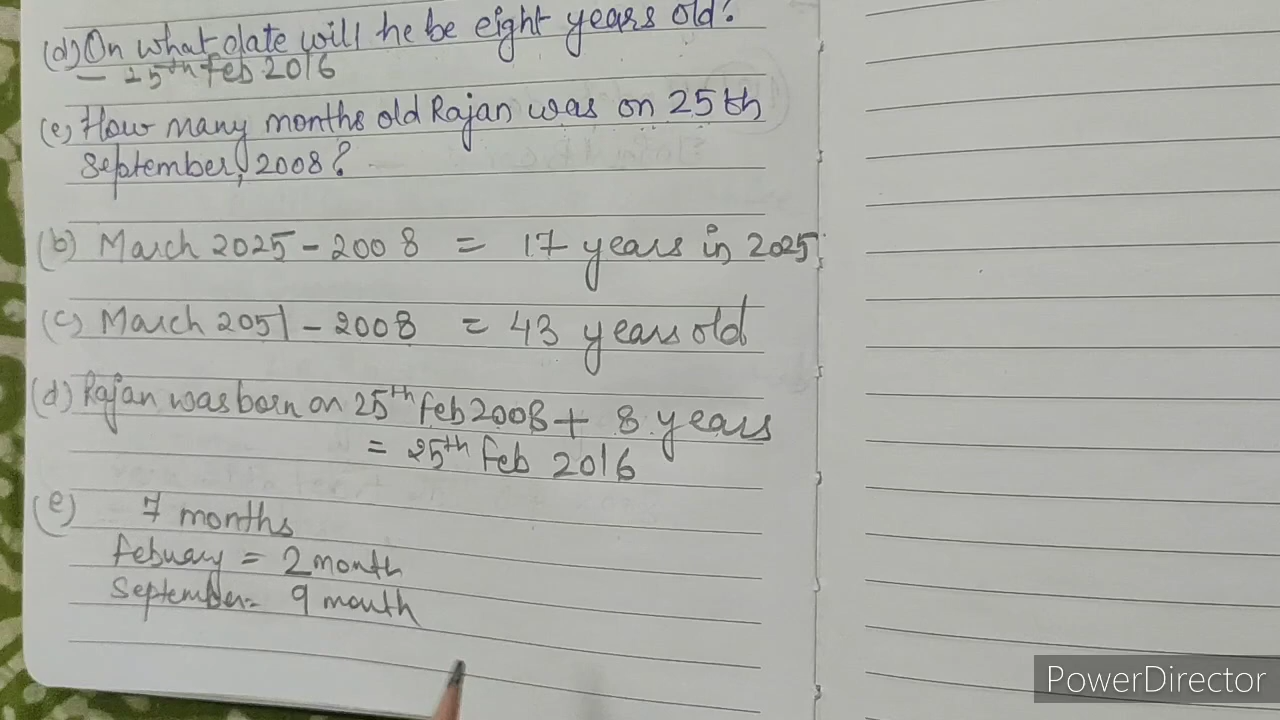 (d) On what date will he be eight years old?
– 25th Feb 2016
(e) How many months old Rajan was on 25th
September, 2008?
(b) March 2025 – 2008 = 17 years in 2025
(c) March 2051 – 2008 = 43 years old
(d) Rajan was born on 25th Feb 2008 + 8 years
= 25th Feb 2016
(e) 7 months
Febuary = 2 month
September = 9 month
PowerDirector